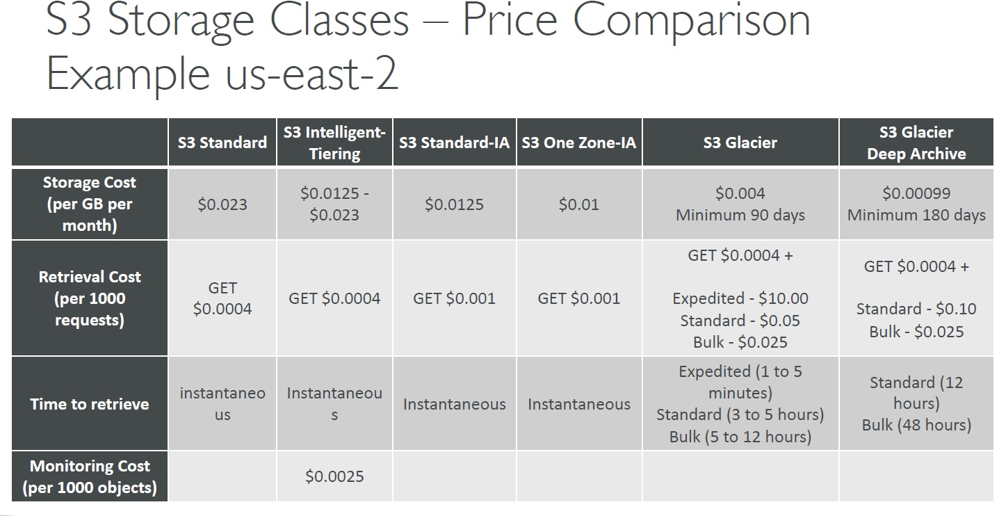 S3 Storage Classes – Price Comparison
Example us-east-2
S3 Standard
S3 Intelligent-
Tiering
S3 Standard-IA
S3 One Zone-IA
S3 Glacier
S3 Glacier
Deep Archive
Storage Cost
(per GB per
month)
$0.023
$0.0125 -
$0.023
$0.0125
$0.01
$0.004
Minimum 90 days
$0.00099
Minimum 180 days
Retrieval Cost
(per 1000
requests)
GET
$0.0004
GET $0.0004
GET $0.001
GET $0.001
GET $0.0004 +
Expedited - $10.00
Standard - $0.05
Bulk - $0.025
GET $0.0004 +
Standard - $0.10
Bulk - $0.025
Time to retrieve
instantaneo
us
Instantaneou
s
Instantaneous
Instantaneous
Expedited (1 to 5
minutes)
Standard (3 to 5 hours)
Bulk (5 to 12 hours)
Standard (12
hours)
Bulk (48 hours)
Monitoring Cost
(per 1000 objects)
$0.0025